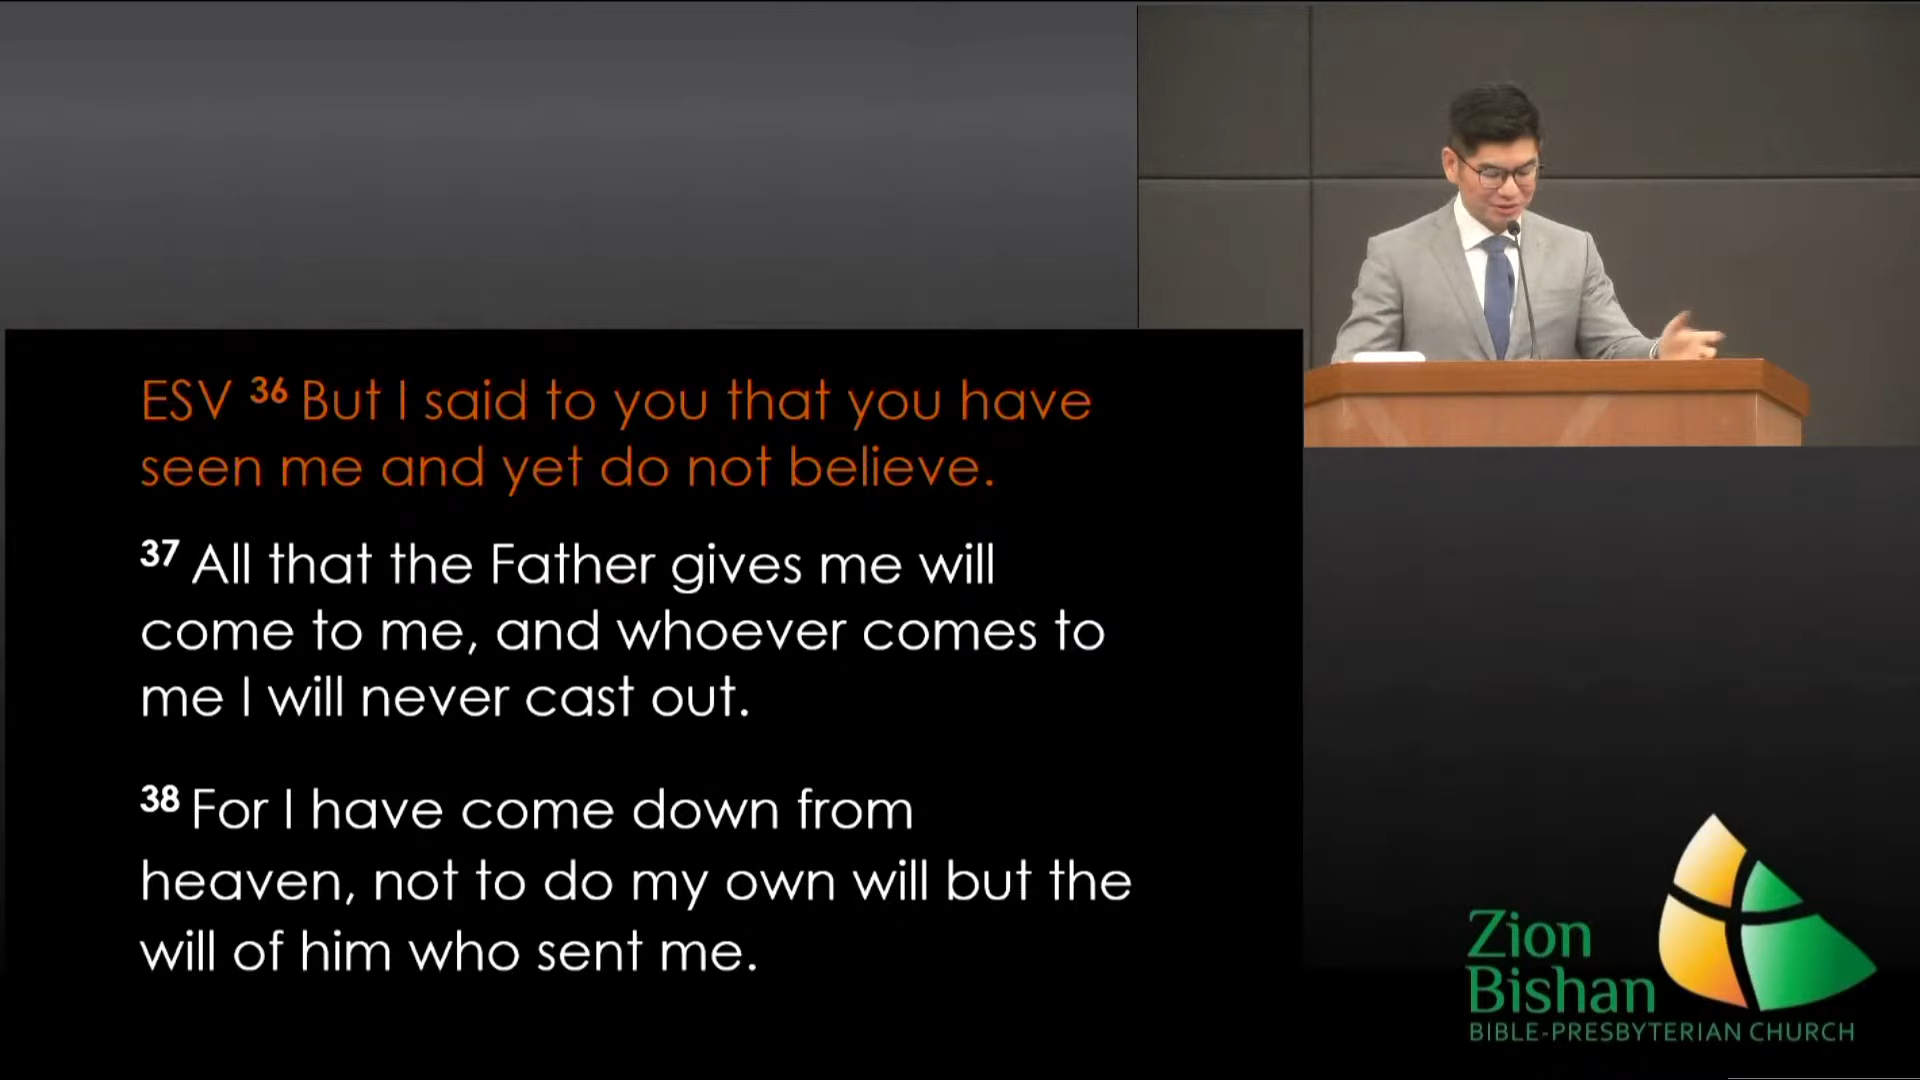 ESV 36 But I said to you that you have
seen me and yet do not believe.
37 All that the Father gives me will
come to me, and whoever comes to
me I will never cast out.
38 For I have come down from
heaven, not to do my own will but the
will of him who sent me.
Zion
Bishan
BIBLE-PRESBYTERIAN CHURCH